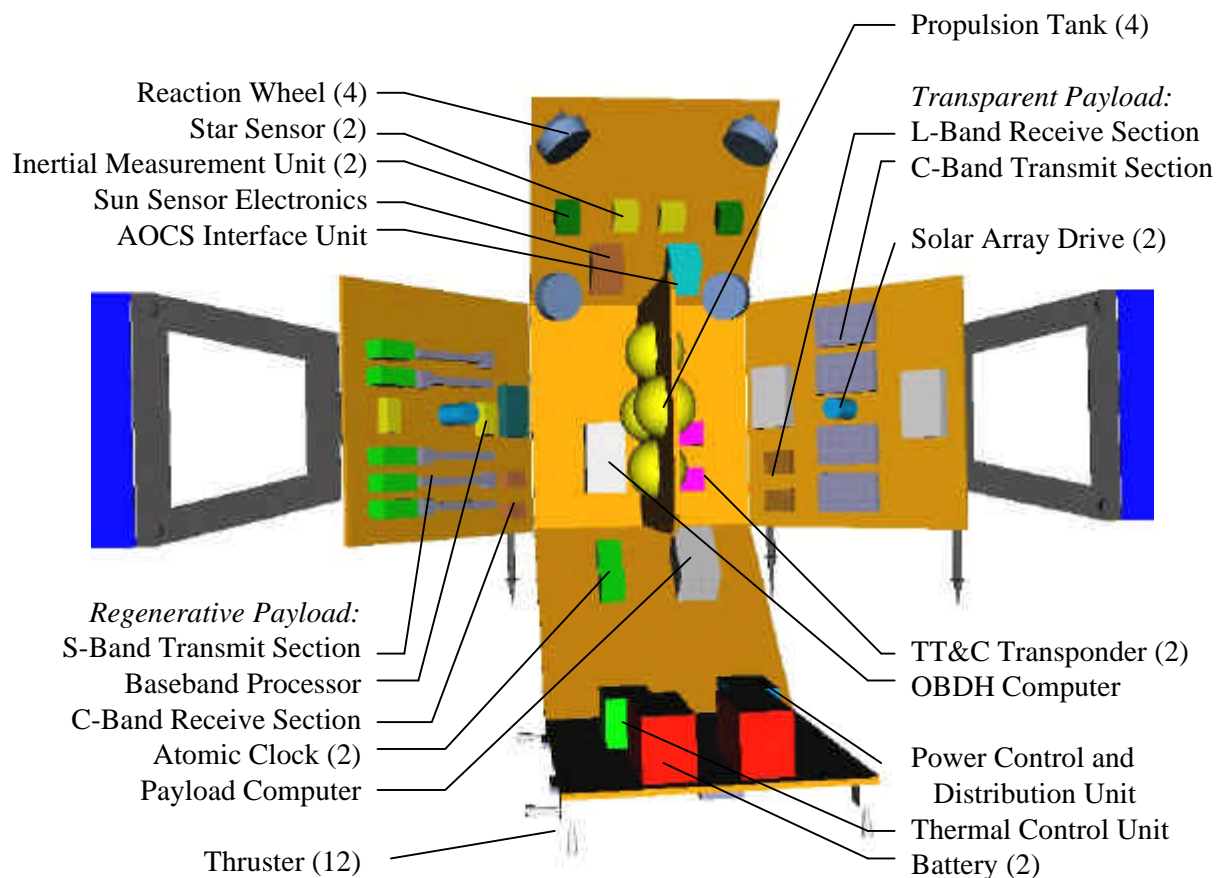 Propulsion Tank (4)
Reaction Wheel (4)
Star Sensor (2)
Inertial Measurement Unit (2)
Sun Sensor Electronics
AOCS Interface Unit
Transparent Payload:
L-Band Receive Section
C-Band Transmit Section
Solar Array Drive (2)
Regenerative Payload:
S-Band Transmit Section
Baseband Processor
C-Band Receive Section
Atomic Clock (2)
Payload Computer
Thruster (12)
TT&C Transponder (2)
OBDH Computer
Power Control and
Distribution Unit
Thermal Control Unit
Battery (2)